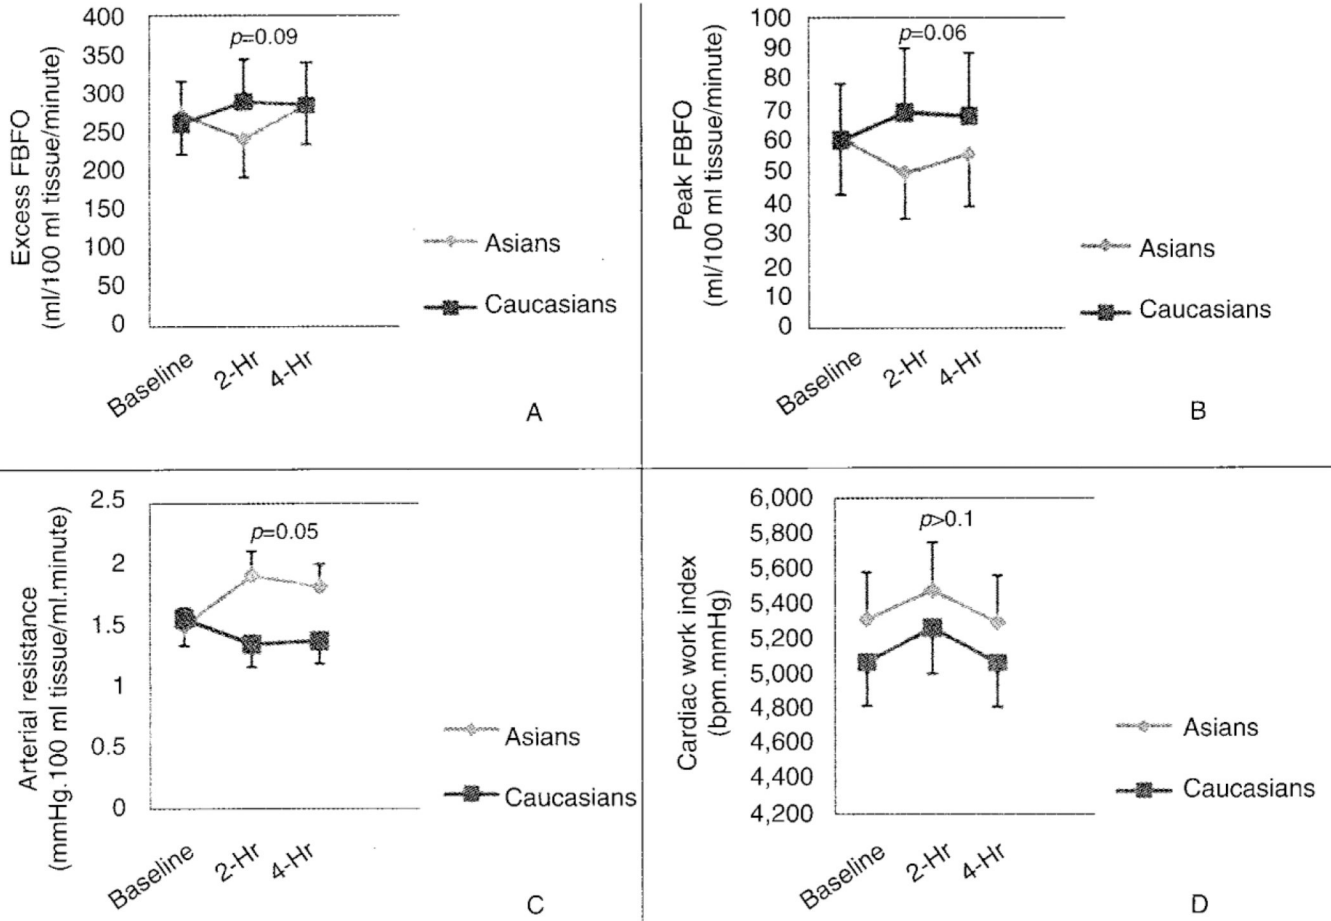 400
350
300
250
200
150
100
50
0
Excess FBFO
(ml/100 ml tissue/minute)
p=0.09
Asians
Caucasians
Baseline
2-Hr
4-Hr
A
100
90
80
70
60
50
40
30
20
10
0
Peak FBFO
(ml/100 ml tissue/minute)
p=0.06
Asians
Caucasians
Baseline
2-Hr
4-Hr
B
2.5
2
1.5
1
0.5
0
Arterial resistance
(mmHg.100 ml tissue/ml.minute)
p=0.05
Asians
Caucasians
Baseline
2-Hr
4-Hr
C
6,000
5,800
5,600
5,400
5,200
5,000
4,800
4,600
4,400
4,200
Cardiac work index
(bpm.mmHg)
p>0.1
Asians
Caucasians
Baseline
2-Hr
4-Hr
D